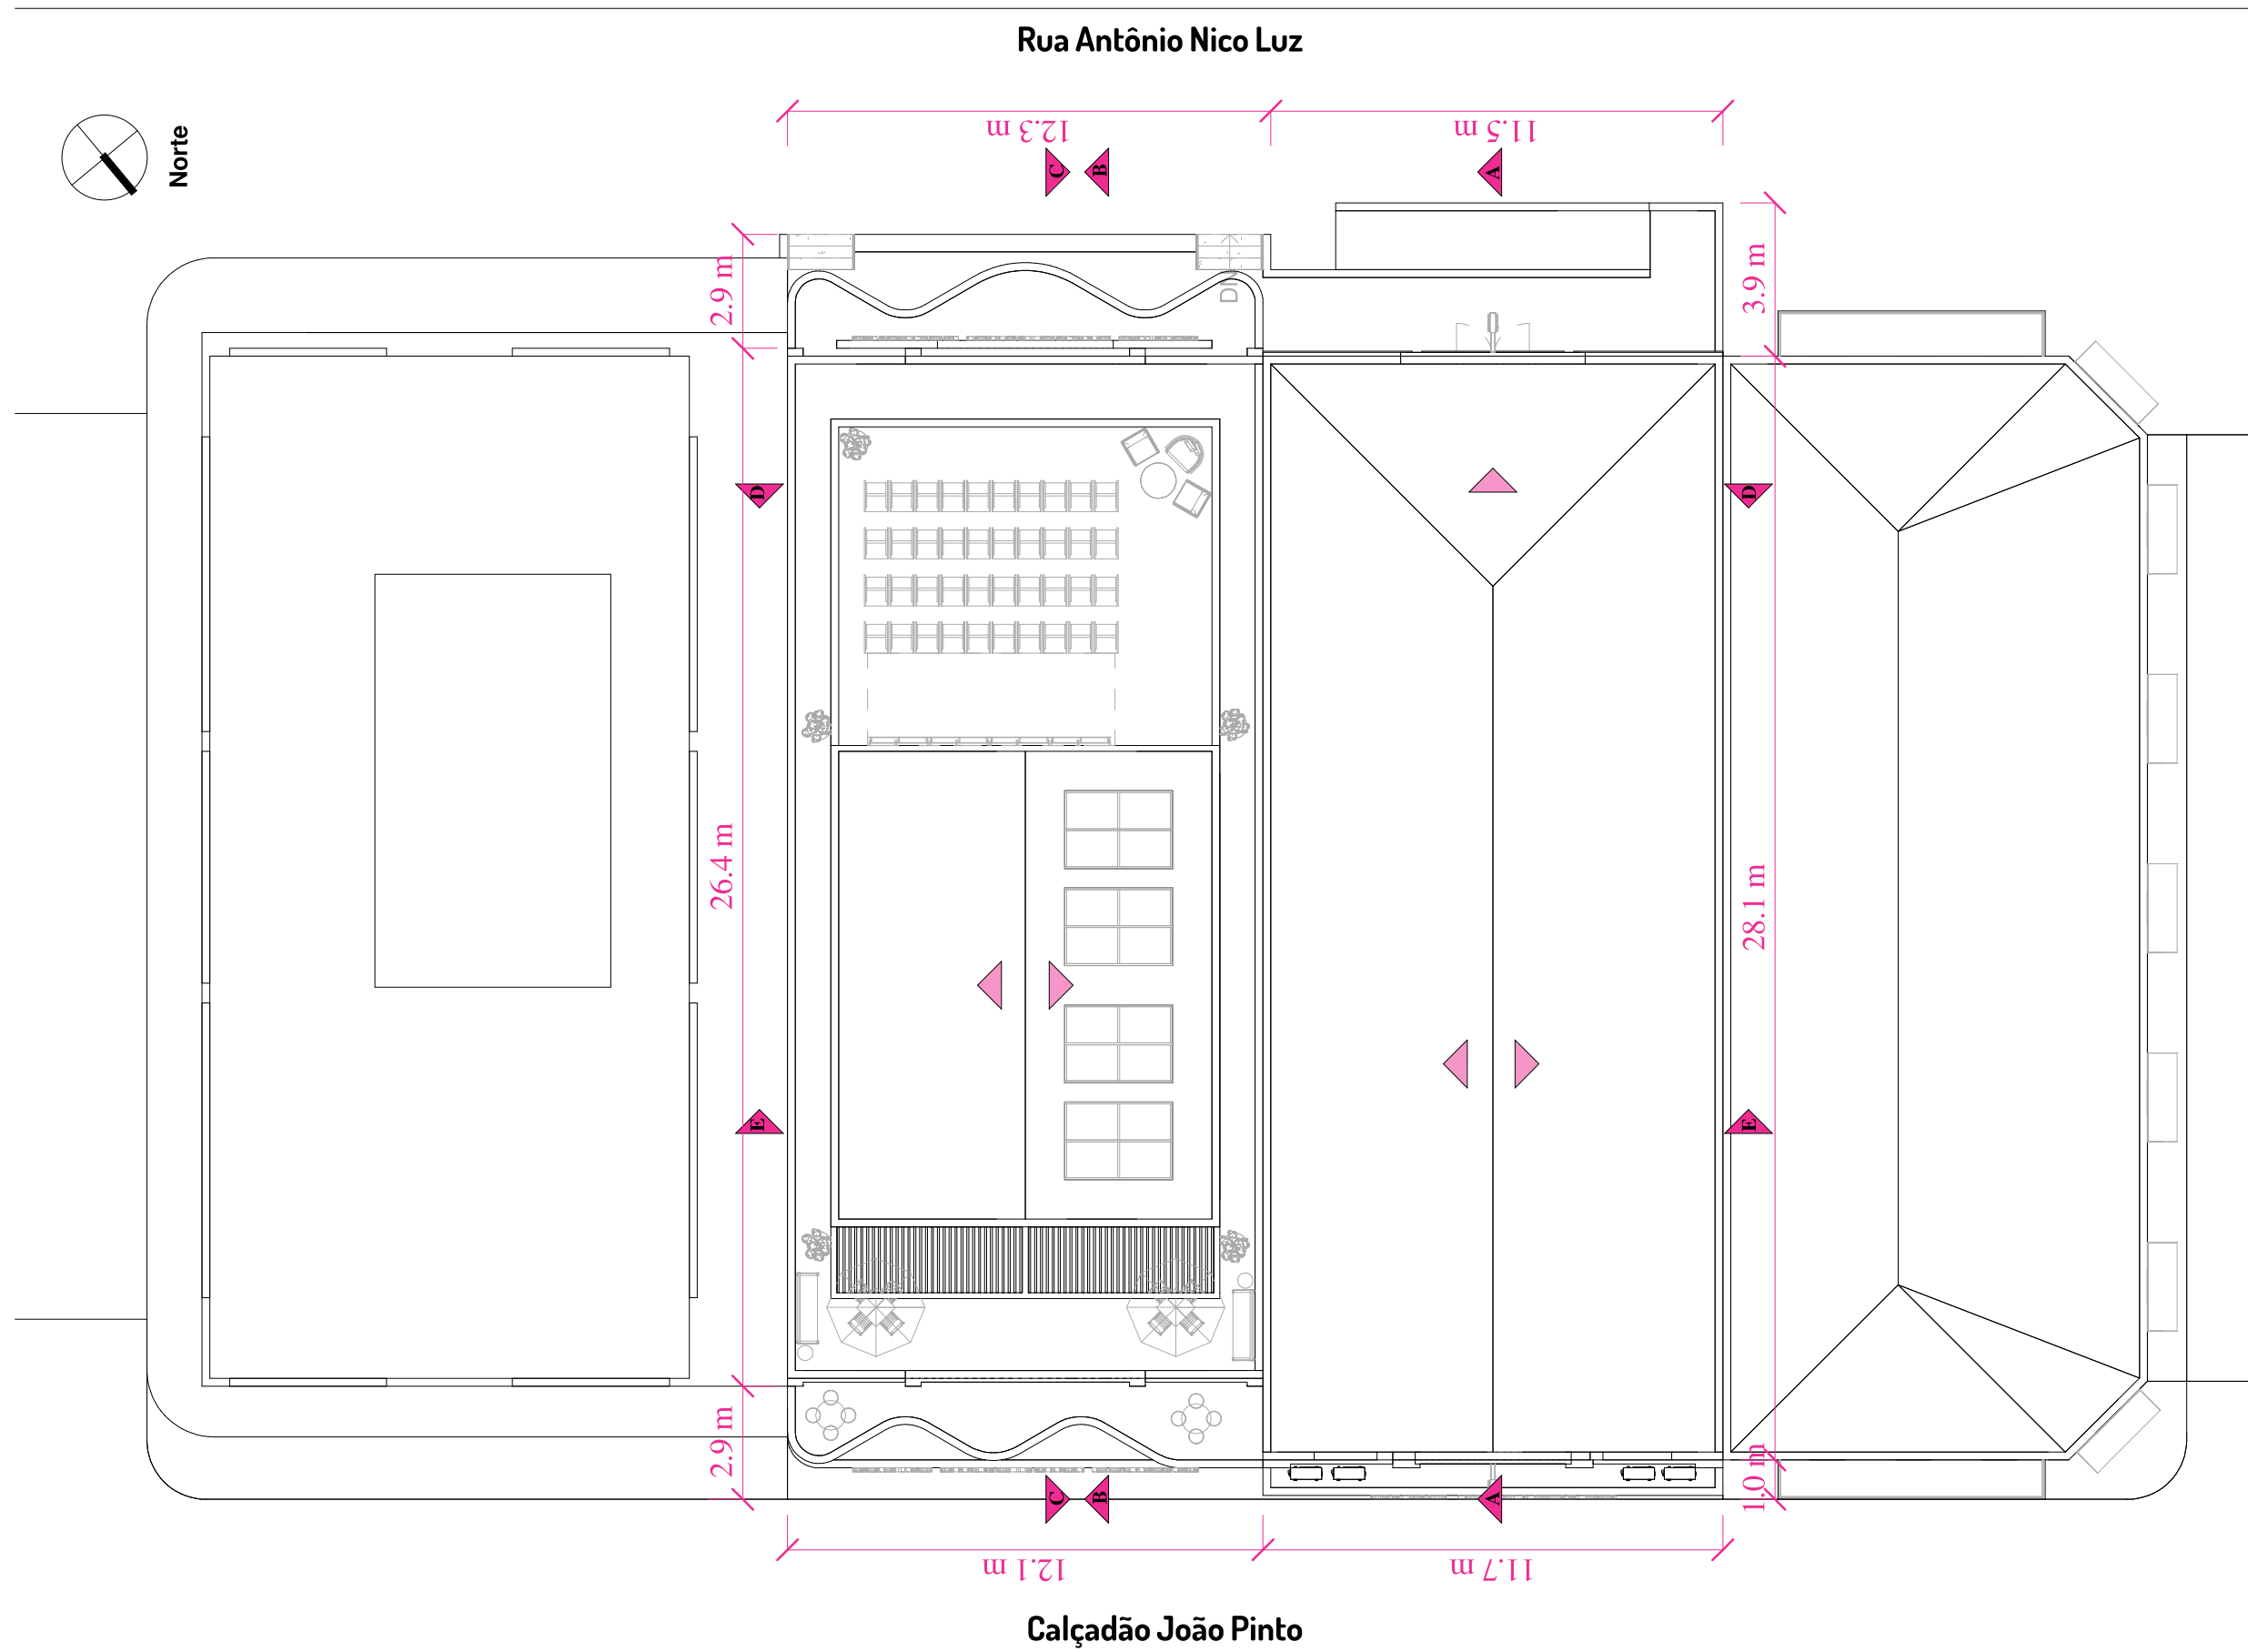 Rua Antônio Nico Luz
Norte
12.3 m
11.5 m
C
B
A
2.9 m
3.9 m
D
D
26.4 m
28.1 m
E
E
2.9 m
1.0 m
C
B
A
12.1 m
11.7 m
Calçadão João Pinto